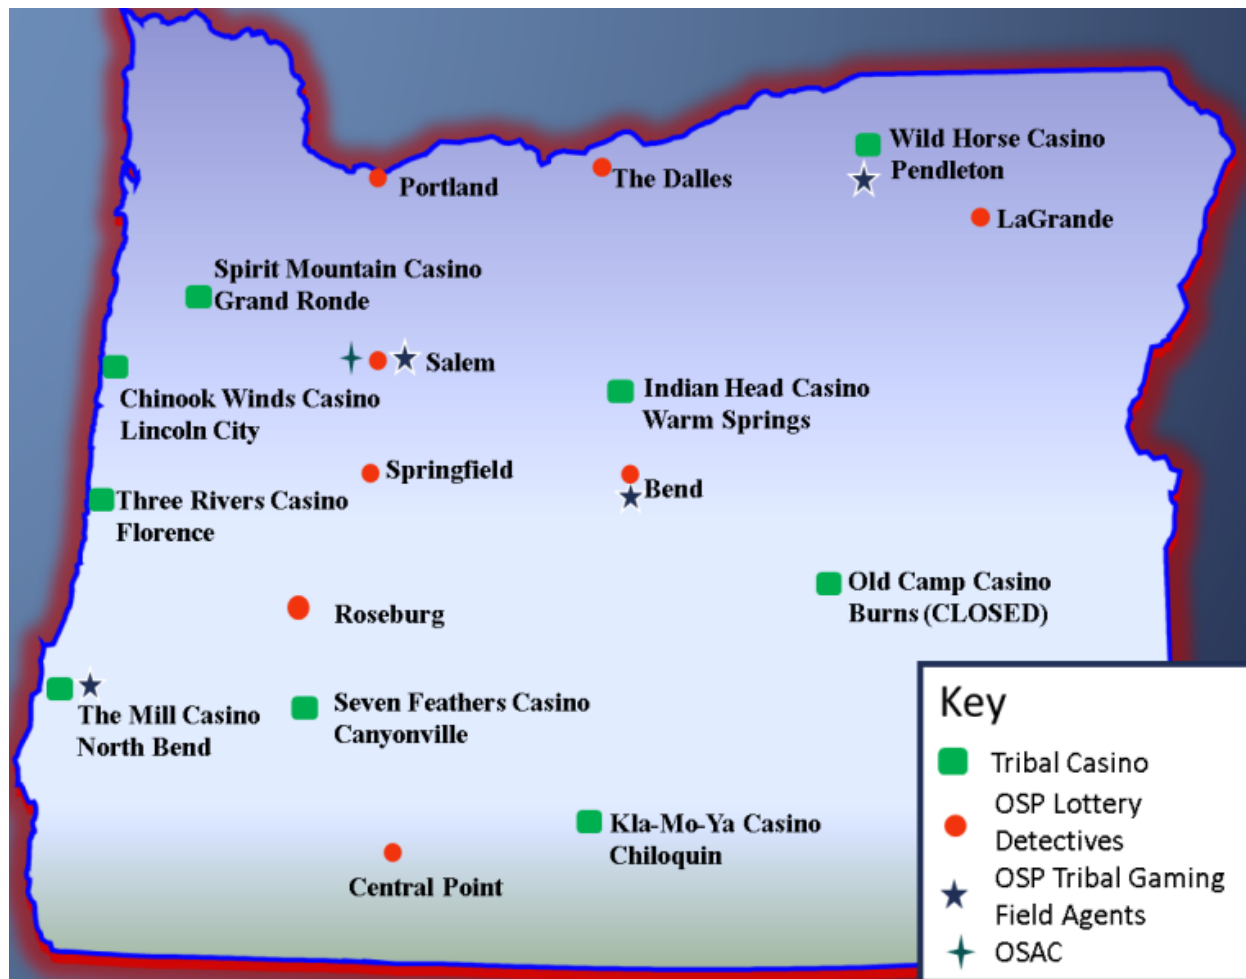 Wild Horse Casino
Pendleton
Portland
The Dalles
LaGrande
Spirit Mountain Casino
Grand Ronde
Salem
Chinook Winds Casino
Lincoln City
Indian Head Casino
Warm Springs
Springfield
Bend
Three Rivers Casino
Florence
Old Camp Casino
Burns (CLOSED)
Roseburg
The Mill Casino
North Bend
Seven Feathers Casino
Canyonville
Kla-Mo-Ya Casino
Chiloquin
Central Point
Key
Tribal Casino
OSP Lottery
Detectives
OSP Tribal Gaming
Field Agents
OSAC